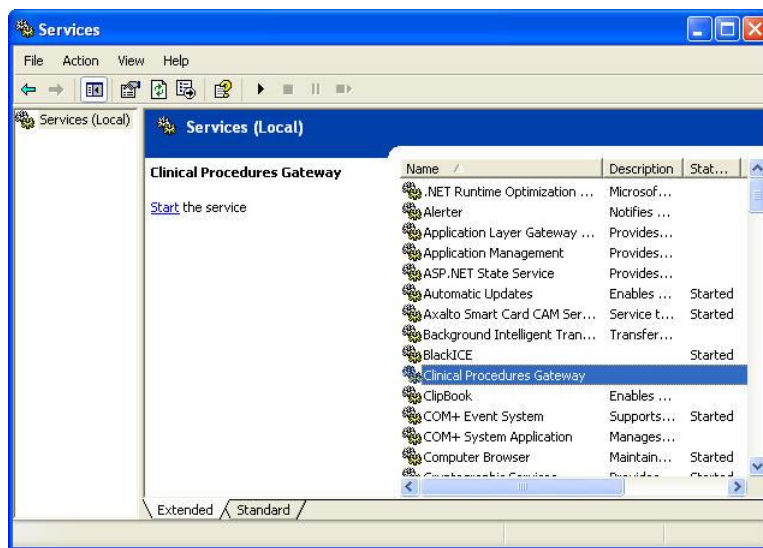 Services
File Action View Help
Services (Local)
Services (Local)
Clinical Procedures Gateway
Start the service
Name Description Stat...
.NET Runtime Optimization ... Microsof...
Alerter Notifies ...
Application Layer Gateway ... Provides...
Application Management Provides...
ASP.NET State Service Provides...
Automatic Updates Enables ... Started
Axalto Smart Card CAM Ser... Service t... Started
Background Intelligent Tran... Transfer...
BlackICE Started
Clinical Procedures Gateway
ClipBook Enables ...
COM+ Event System Supports... Started
COM+ System Application Manages...
Computer Browser Maintain... Started
Extended Standard